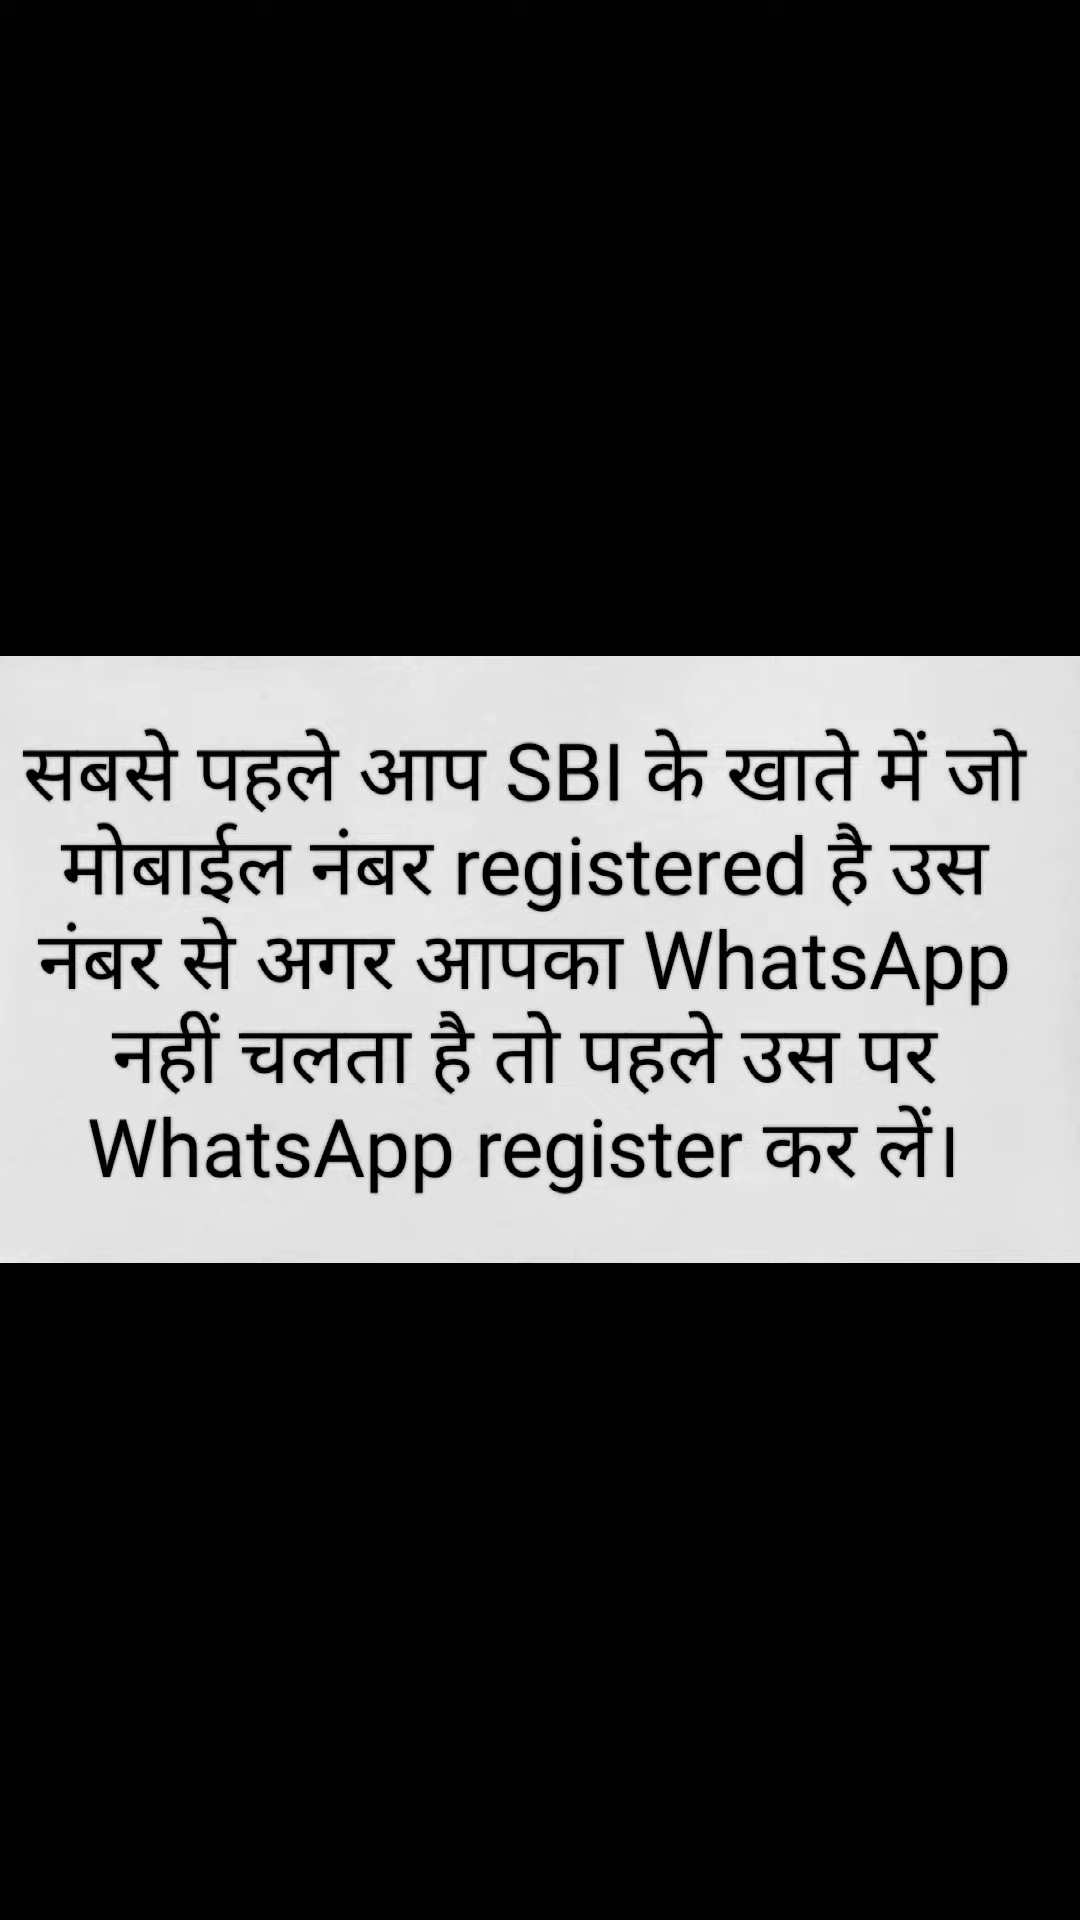 सबसे पहले आप SBI के खाते में जो
मोबाईल नंबर registered है उस
नंबर से अगर आपका WhatsApp
नहीं चलता है तो पहले उस पर
WhatsApp register कर लें।